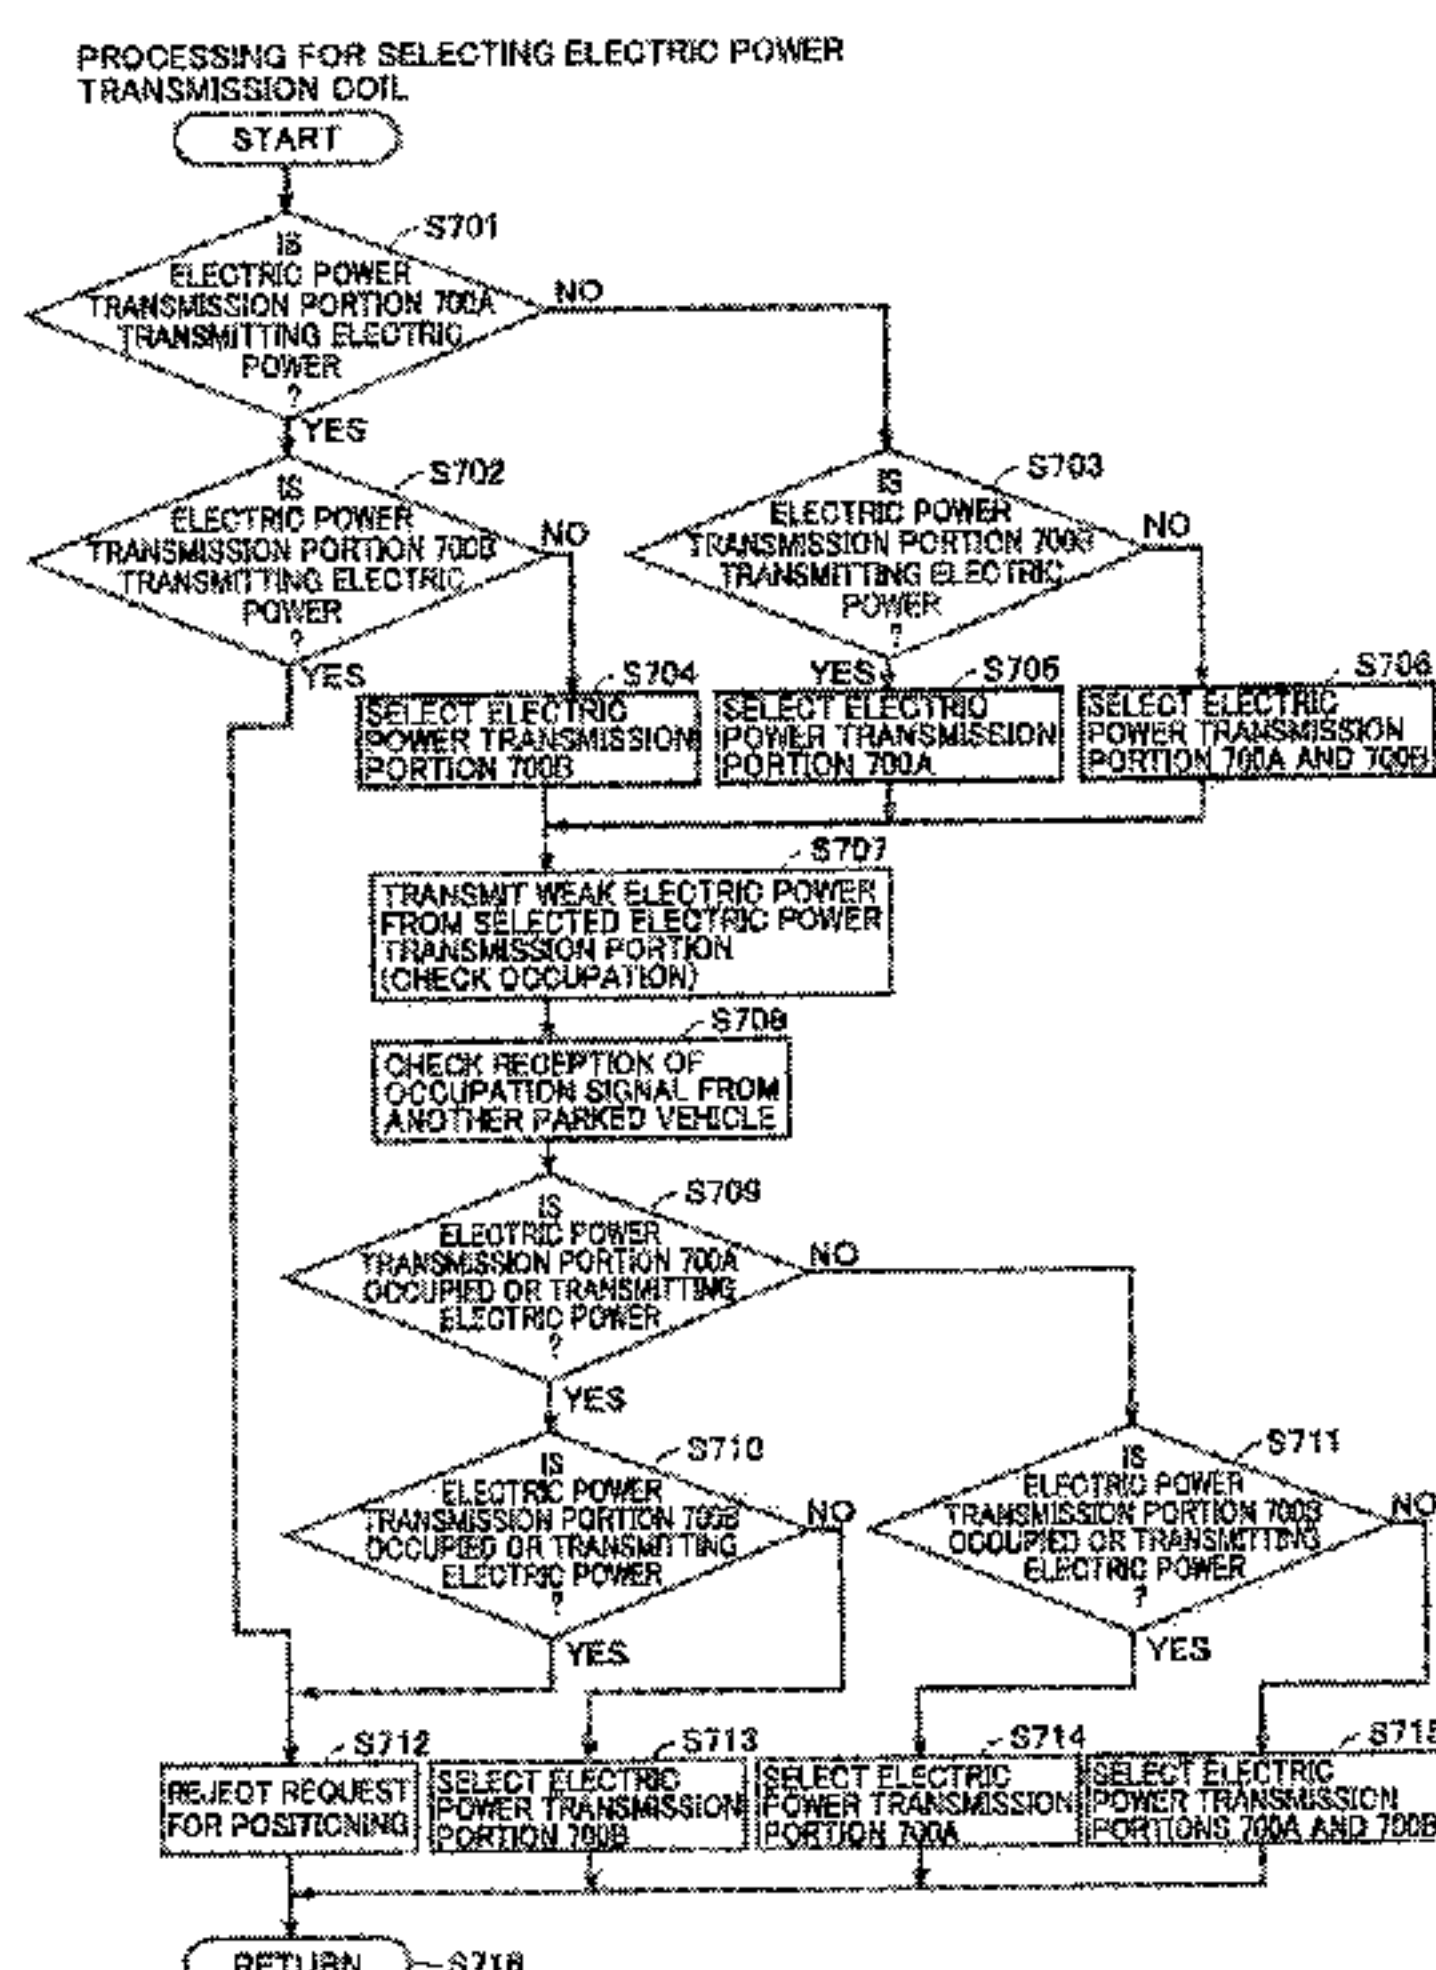 PROCESSING FOR SELECTING ELECTRIC POWER
TRANSMISSION COIL
START
S701
IS
ELECTRIC POWER
TRANSMISSION PORTION 700A
TRANSMITTING ELECTRIC
POWER
?
NO
YES
S702
IS
ELECTRIC POWER
TRANSMISSION PORTION 700B
TRANSMITTING ELECTRIC
POWER
?
NO
YES
S703
IS
ELECTRIC POWER
TRANSMISSION PORTION 700B
TRANSMITTING ELECTRIC
POWER
?
NO
YES
S704
SELECT ELECTRIC
POWER TRANSMISSION
PORTION 700B
S705
SELECT ELECTRIC
POWER TRANSMISSION
PORTION 700A
S706
SELECT ELECTRIC
POWER TRANSMISSION
PORTION 700A AND 700B
S707
TRANSMIT WEAK ELECTRIC POWER
FROM SELECTED ELECTRIC POWER
TRANSMISSION PORTION
(CHECK OCCUPATION)
S708
CHECK RECEPTION OF
OCCUPATION SIGNAL FROM
ANOTHER PARKED VEHICLE
S709
IS
ELECTRIC POWER
TRANSMISSION PORTION 700A
OCCUPIED OR TRANSMITTING
ELECTRIC POWER
?
NO
YES
S710
IS
ELECTRIC POWER
TRANSMISSION PORTION 700B
OCCUPIED OR TRANSMITTING
ELECTRIC POWER
?
NO
YES
S711
IS
ELECTRIC POWER
TRANSMISSION PORTION 700B
OCCUPIED OR TRANSMITTING
ELECTRIC POWER
?
NO
YES
S712
REJECT REQUEST
FOR POSITIONING
S713
SELECT ELECTRIC
POWER TRANSMISSION
PORTION 700B
S714
SELECT ELECTRIC
POWER TRANSMISSION
PORTION 700A
S715
SELECT ELECTRIC
POWER TRANSMISSION
PORTIONS 700A AND 700B
RETURN
S716